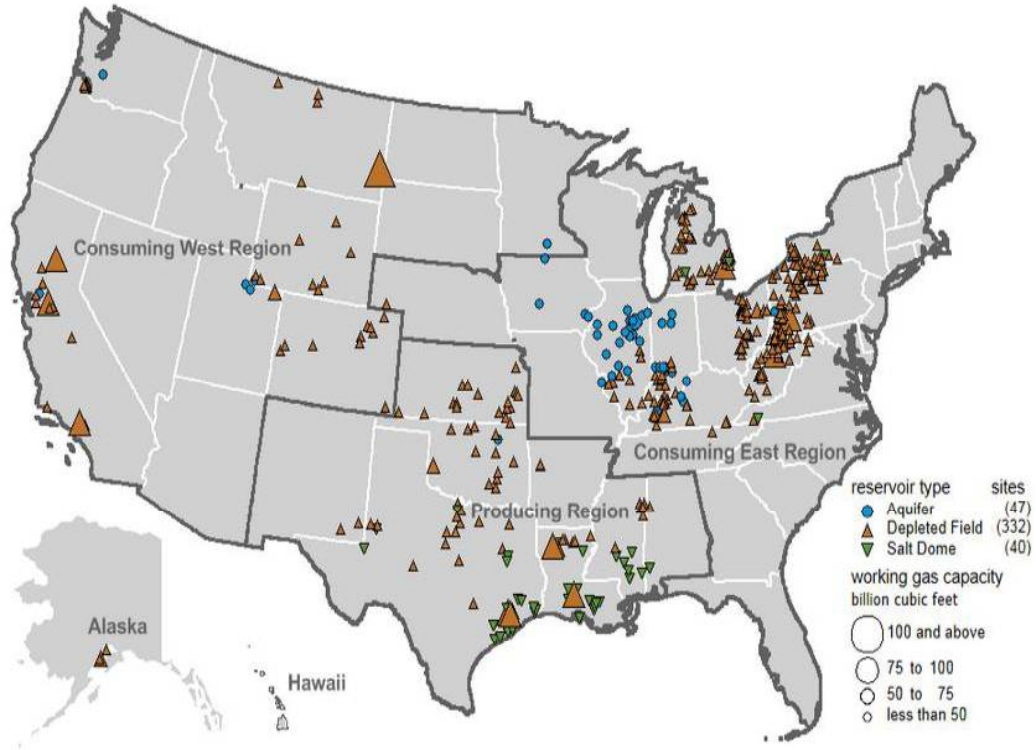 Consuming West Region
Consuming East Region
Producing Region
Alaska
Hawaii
reservoir type sites
Aquifer (47)
Depleted Field (332)
Salt Dome (40)
working gas capacity
billion cubic feet
100 and above
75 to 100
50 to 75
less than 50